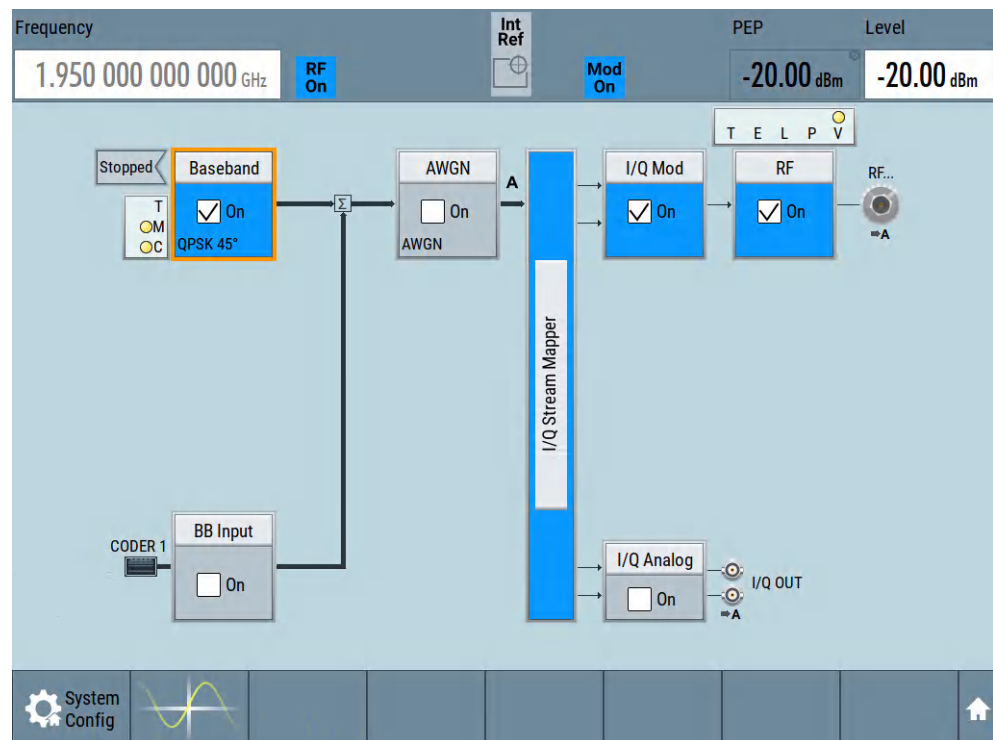 Frequency
Int
Ref
PEP
Level
1.950 000 000 000 GHz
RF
On
Mod
On
-20.00 dBm
-20.00 dBm
T E L P V
Stopped
Baseband
AWGN
A
I/Q Mod
RF
RF...
T
M
C
On
Σ
On
On
On
QPSK 45°
AWGN
➡A
I/Q Stream Mapper
CODER 1
BB Input
On
I/Q Analog
On
I/Q OUT
➡A
System
Config